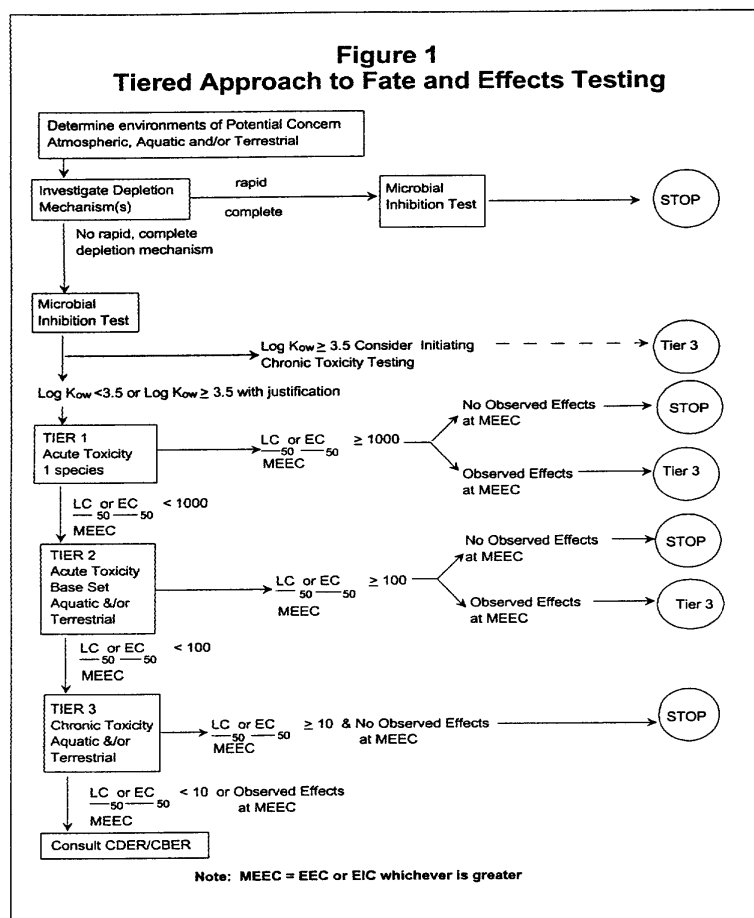 Figure 1
Tiered Approach to Fate and Effects Testing
Determine environments of Potential Concern
Atmospheric, Aquatic and/or Terrestrial
Investigate Depletion
Mechanism(s)
rapid
complete
Microbial
Inhibition Test
STOP
No rapid, complete
depletion mechanism
Microbial
Inhibition Test
Log Kow ≥ 3.5 Consider Initiating
Chronic Toxicity Testing
Tier 3
Log Kow <3.5 or Log Kow ≥ 3.5 with justification
TIER 1
Acute Toxicity
1 species
LC50 or EC50 ≥ 1000
MEEC
No Observed Effects
at MEEC
STOP
Observed Effects
at MEEC
Tier 3
LC50 or EC50 < 1000
MEEC
TIER 2
Acute Toxicity
Base Set
Aquatic &/or
Terrestrial
LC50 or EC50 ≥ 100
MEEC
No Observed Effects
at MEEC
STOP
Observed Effects
at MEEC
Tier 3
LC50 or EC50 < 100
MEEC
TIER 3
Chronic Toxicity
Aquatic &/or
Terrestrial
LC50 or EC50 ≥ 10 & No Observed Effects
MEEC at MEEC
STOP
LC50 or EC50 < 10 or Observed Effects
MEEC at MEEC
Consult CDER/CBER
Note: MEEC = EEC or EIC whichever is greater